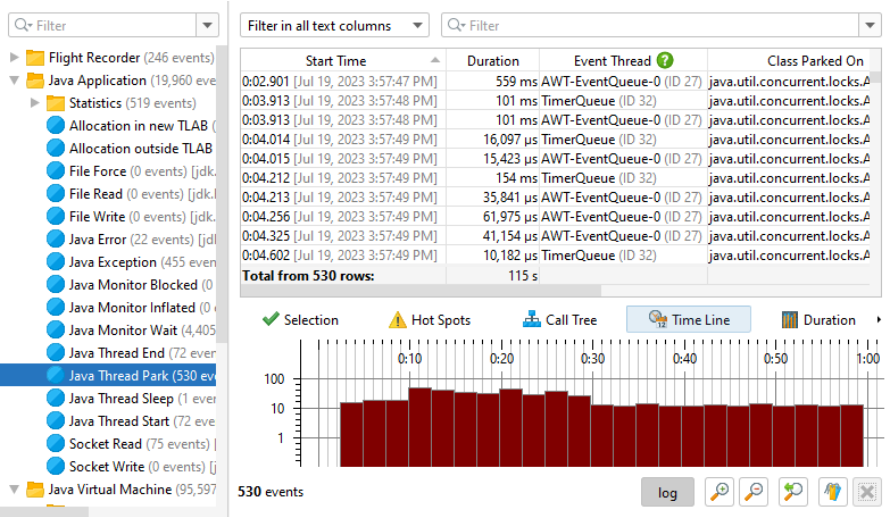 Filter
Flight Recorder (246 events)
Java Application (19,960 eve
Statistics (519 events)
Allocation in new TLAB (
Allocation outside TLAB
File Force (0 events) [jdk.
File Read (0 events) [jdk.
File Write (0 events) [jdk.
Java Error (22 events) [jd
Java Exception (455 even
Java Monitor Blocked (0
Java Monitor Inflated (0
Java Monitor Wait (4,405
Java Thread End (72 even
Java Thread Park (530 eve
Java Thread Sleep (1 even
Java Thread Start (72 eve
Socket Read (75 events) [
Socket Write (0 events) [j
Java Virtual Machine (95,597
Filter in all text columns Filter
Start Time Duration Event Thread ? Class Parked On
0:02.901 [Jul 19, 2023 3:57:47 PM] 559 ms AWT-EventQueue-0 (ID 27) java.util.concurrent.locks.A
0:03.913 [Jul 19, 2023 3:57:48 PM] 101 ms TimerQueue (ID 32) java.util.concurrent.locks.A
0:03.913 [Jul 19, 2023 3:57:48 PM] 101 ms AWT-EventQueue-0 (ID 27) java.util.concurrent.locks.A
0:04.014 [Jul 19, 2023 3:57:49 PM] 16,097 µs TimerQueue (ID 32) java.util.concurrent.locks.A
0:04.015 [Jul 19, 2023 3:57:49 PM] 15,423 µs AWT-EventQueue-0 (ID 27) java.util.concurrent.locks.A
0:04.212 [Jul 19, 2023 3:57:49 PM] 154 ms TimerQueue (ID 32) java.util.concurrent.locks.A
0:04.213 [Jul 19, 2023 3:57:49 PM] 35,841 µs AWT-EventQueue-0 (ID 27) java.util.concurrent.locks.A
0:04.256 [Jul 19, 2023 3:57:49 PM] 61,975 µs AWT-EventQueue-0 (ID 27) java.util.concurrent.locks.A
0:04.325 [Jul 19, 2023 3:57:49 PM] 41,154 µs AWT-EventQueue-0 (ID 27) java.util.concurrent.locks.A
0:04.602 [Jul 19, 2023 3:57:49 PM] 10,182 µs TimerQueue (ID 32) java.util.concurrent.locks.A
Total from 530 rows: 115 s
Selection Hot Spots Call Tree Time Line Duration
0:10 0:20 0:30 0:40 0:50 1:00
100
10
1
530 events log